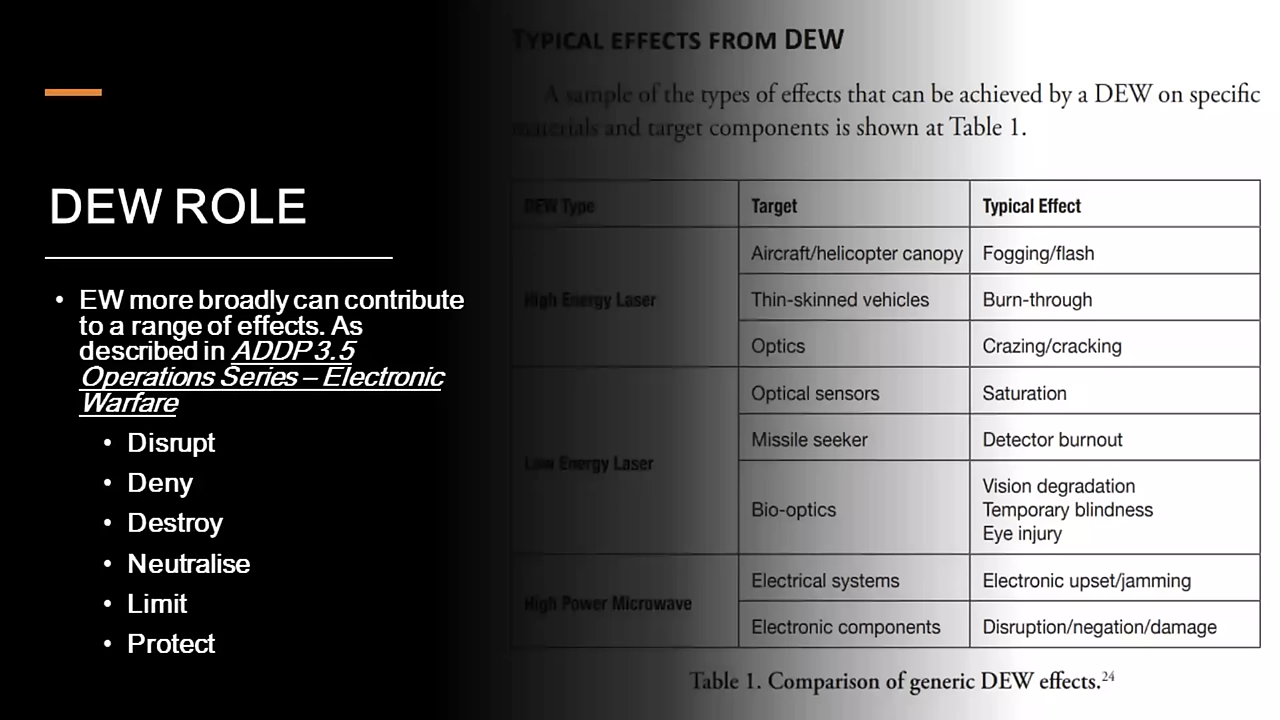 DEW ROLE
• EW more broadly can contribute
to a range of effects. As
described in ADDP 3.5
Operations Series – Electronic
Warfare
• Disrupt
• Deny
• Destroy
• Neutralise
• Limit
• Protect
TYPICAL EFFECTS FROM DEW
A sample of the types of effects that can be achieved by a DEW on specific
materials and target components is shown at Table 1.
DEW Type Target Typical Effect
High Energy Laser
Aircraft/helicopter canopy Fogging/flash
Thin-skinned vehicles Burn-through
Optics Crazing/cracking
Low Energy Laser
Optical sensors Saturation
Missile seeker Detector burnout
Bio-optics
Vision degradation
Temporary blindness
Eye injury
High Power Microwave
Electrical systems Electronic upset/jamming
Electronic components Disruption/negation/damage
Table 1. Comparison of generic DEW effects.24